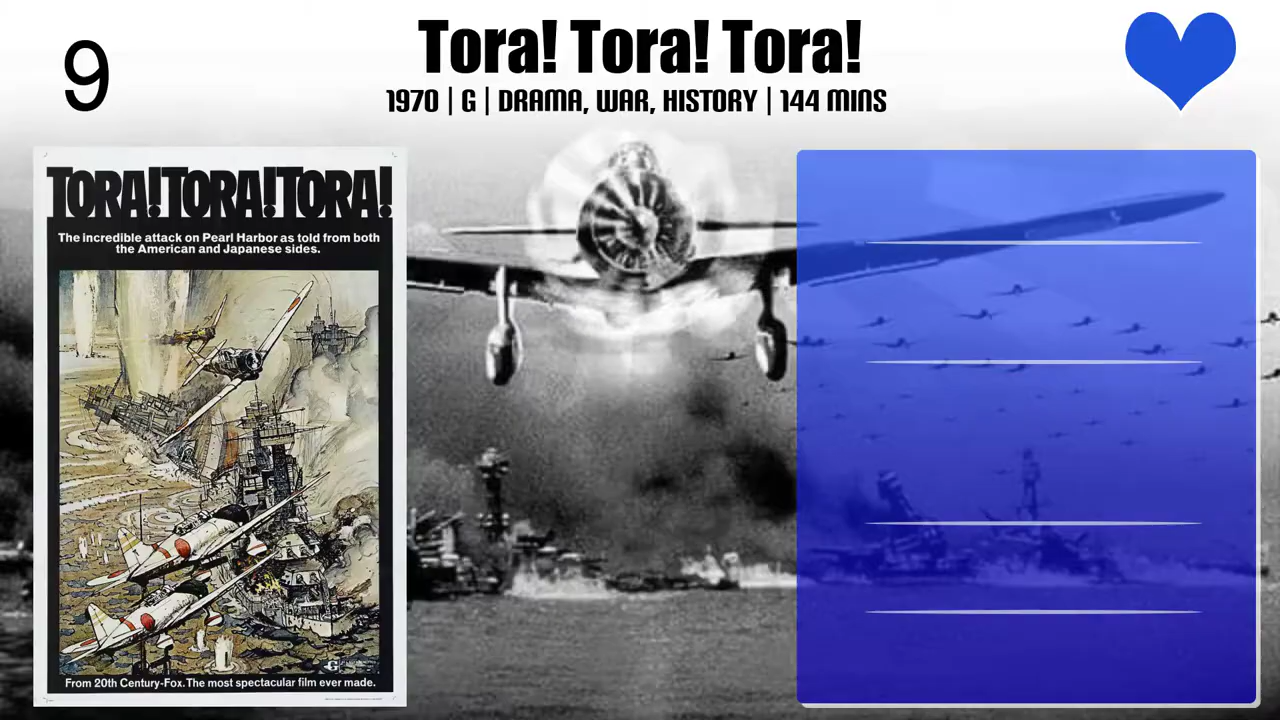 9
Tora! Tora! Tora!
1970 | G | DRAMA, WAR, HISTORY | 144 MINS
TORA! TORA! TORA!
The incredible attack on Pearl Harbor as told from both
the American and Japanese sides.
G
From 20th Century-Fox. The most spectacular film ever made.